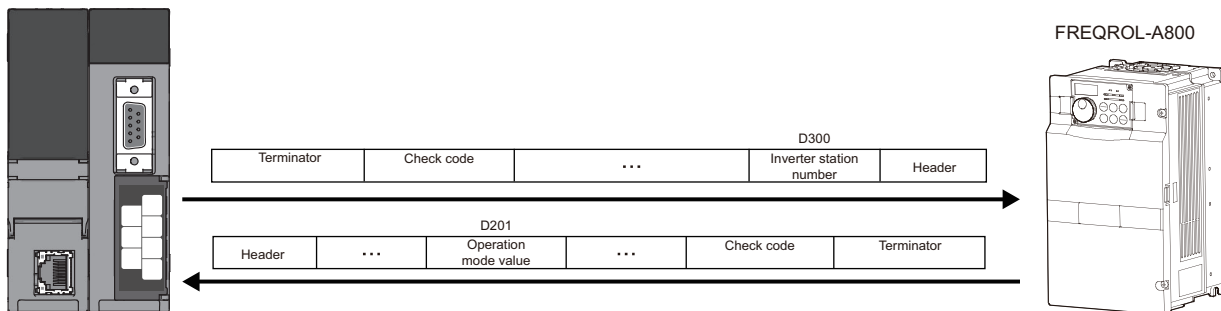 FREQROL-A800
D300
Terminator Check code ... Inverter station number Header
D201
Header ... Operation mode value ... Check code Terminator